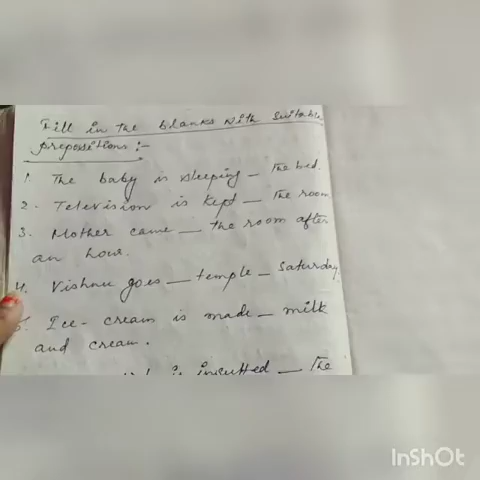 Fill in the blanks with suitable
prepositions :-
1. The baby is sleeping _ the bed.
2. Television is kept _ the room
3. Mother came _ the room after
an hour.
4. Vishnu goes _ temple _ Saturday.
5. Ice-cream is made _ milk
and cream.
insulted _ the
InShOt